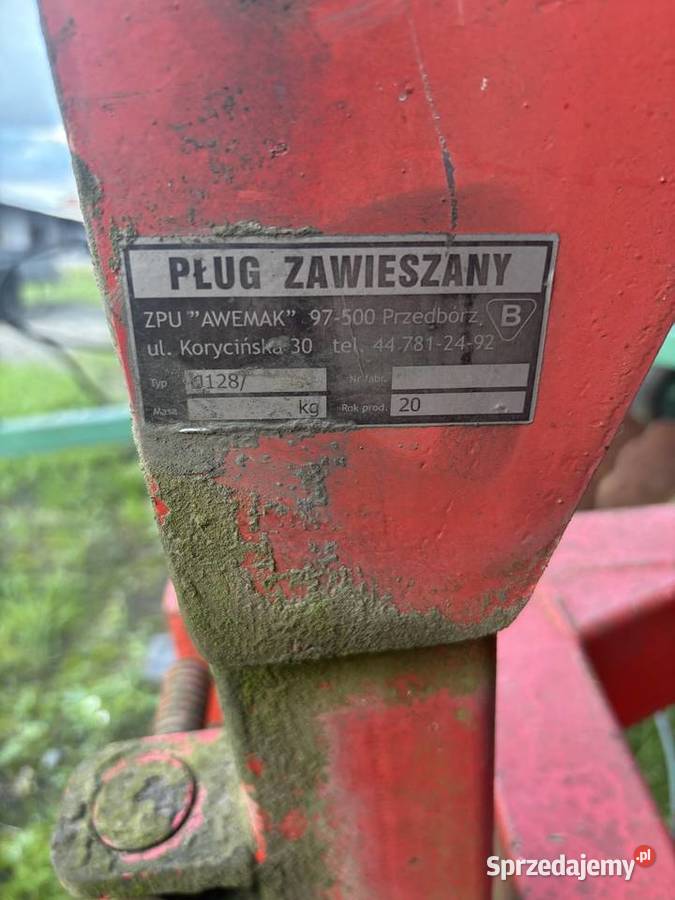 PŁUG ZAWIESZANY
ZPU "AWEMAK" 97-500 Przedbórz, B
ul. Korycińska 30 tel. 44 781-24-92
Typ U128/ Nr fabr.
Masa kg Rok prod. 20
Sprzedajemy.pl